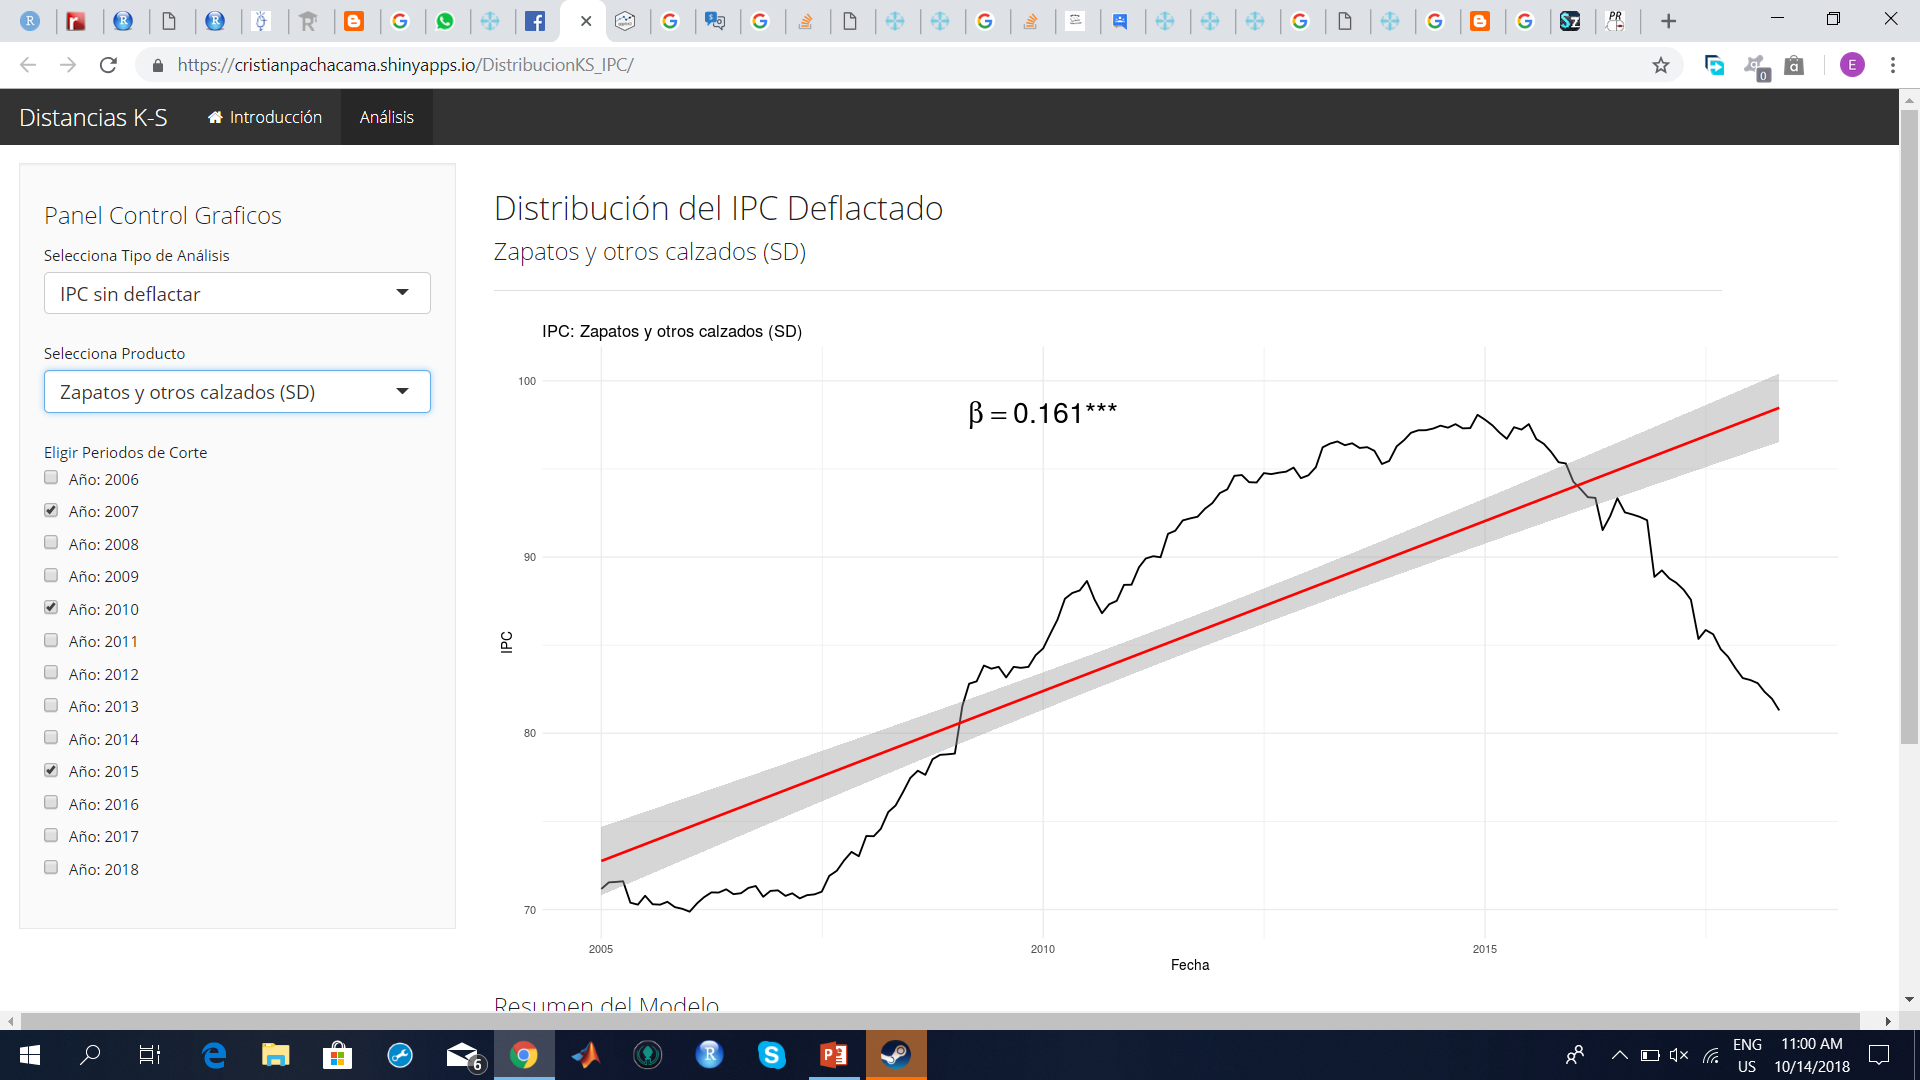 https://cristianpachacama.shinyapps.io/DistribucionKS_IPC/
0
E
Distancias K-S
Introducción
Análisis
Panel Control Graficos
Selecciona Tipo de Análisis
IPC sin deflactar
Selecciona Producto
Zapatos y otros calzados (SD)
Eligir Periodos de Corte
Año: 2006
Año: 2007
Año: 2008
Año: 2009
Año: 2010
Año: 2011
Año: 2012
Año: 2013
Año: 2014
Año: 2015
Año: 2016
Año: 2017
Año: 2018
Distribución del IPC Deflactado
Zapatos y otros calzados (SD)
IPC: Zapatos y otros calzados (SD)
β = 0.161***
100
90
80
70
IPC
2005
2010
2015
Fecha
Resumen del Modelo
6
ENG
US
11:00 AM
10/14/2018